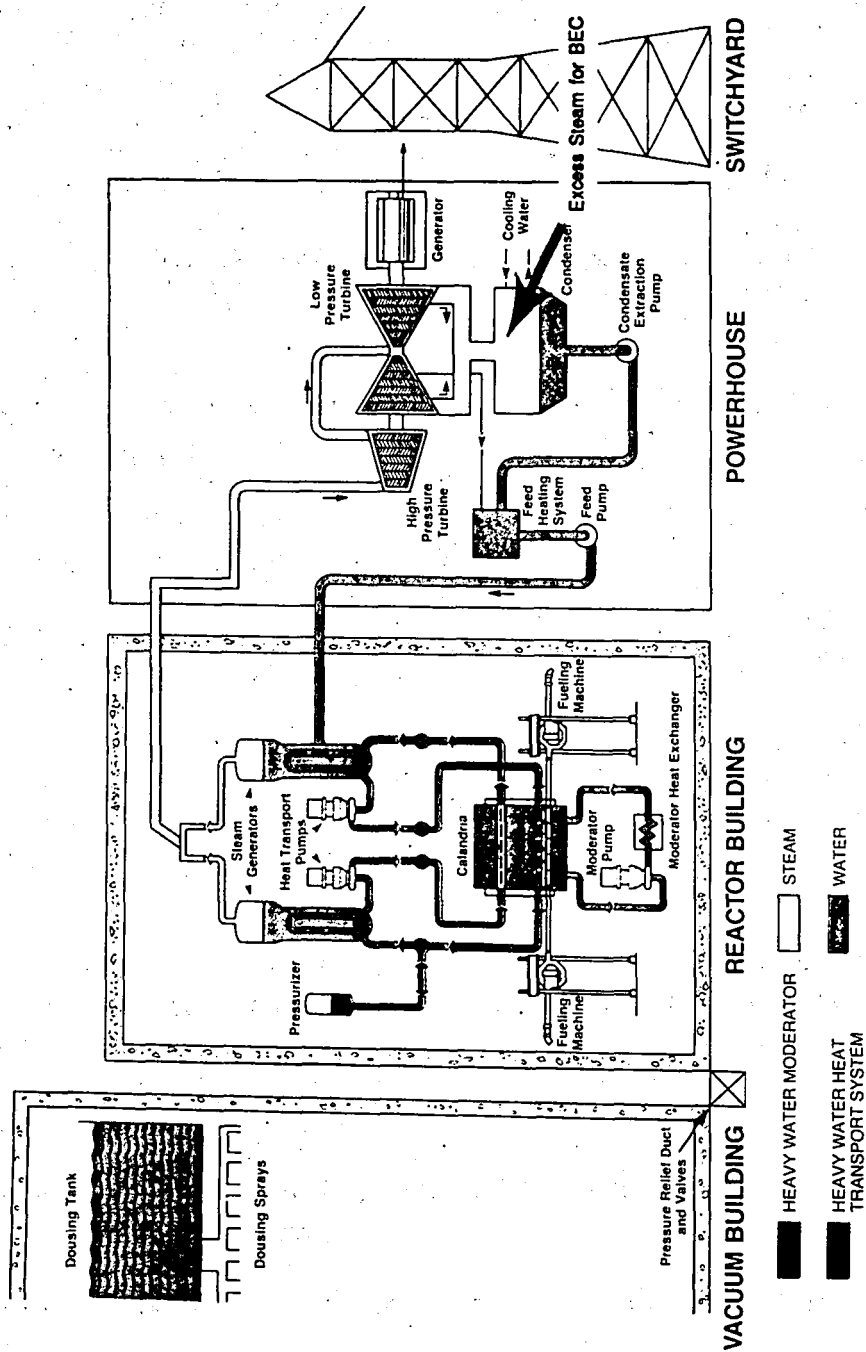 Dousing Tank
Dousing Sprays
Pressure Relief Duct
and Valves
VACUUM BUILDING
Pressurizer
Steam
Generators
Heat Transport
Pumps
Calandria
Fueling
Machine
Fueling
Machine
Moderator
Pump
Moderator Heat Exchanger
REACTOR BUILDING
High
Pressure
Turbine
Low
Pressure
Turbine
Generator
Feed
Heating
System
Feed
Pump
Cooling
Water
Condenser
Condensate
Extraction
Pump
Excess Steam for BEC
POWERHOUSE
SWITCHYARD
HEAVY WATER MODERATOR
STEAM
HEAVY WATER HEAT
TRANSPORT SYSTEM
WATER